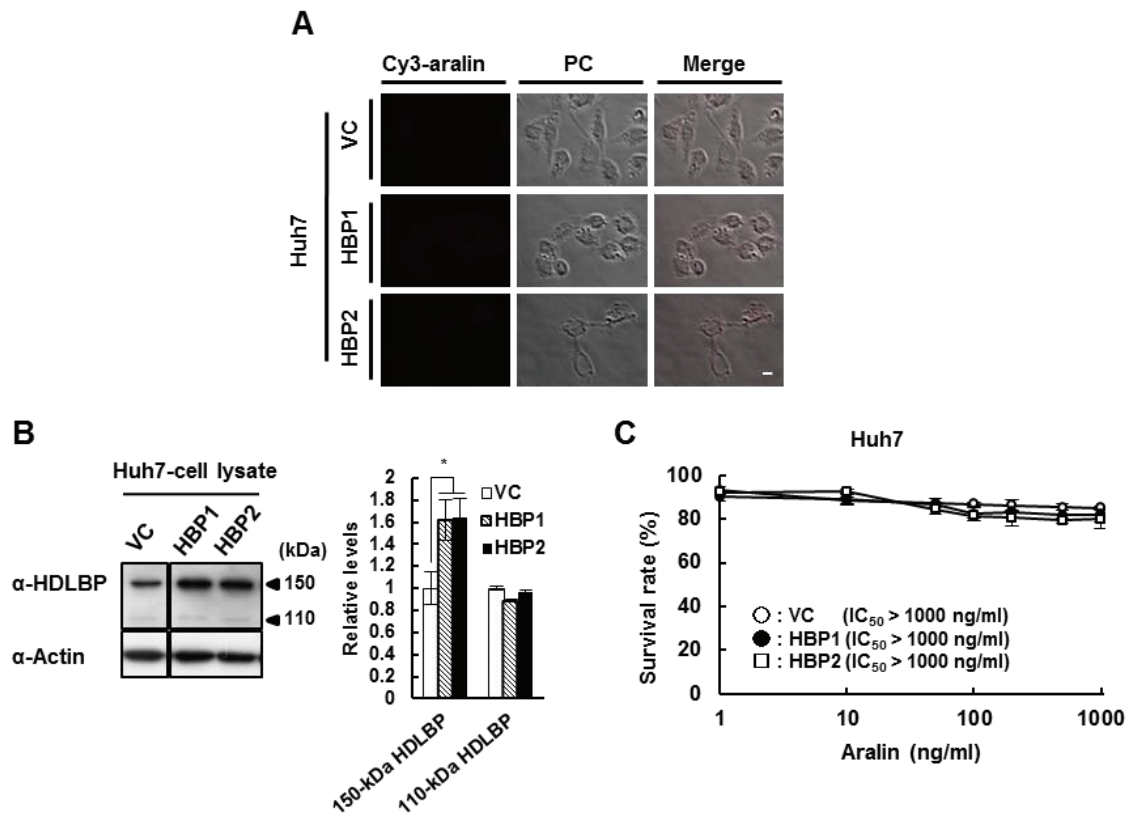 A
Cy3-aralin PC Merge
Huh7
VC
HBP1
HBP2
B
Huh7-cell lysate
VC HBP1 HBP2 (kDa)
α-HDLBP
150
110
α-Actin
*
Relative levels
2
1.8
1.6
1.4
1.2
1
0.8
0.6
0.4
0.2
0
VC
HBP1
HBP2
150-kDa HDLBP
110-kDa HDLBP
C
Huh7
Survival rate (%)
100
80
60
40
20
0
: VC (IC50 > 1000 ng/ml)
: HBP1 (IC50 > 1000 ng/ml)
: HBP2 (IC50 > 1000 ng/ml)
1 10 100 1000
Aralin (ng/ml)